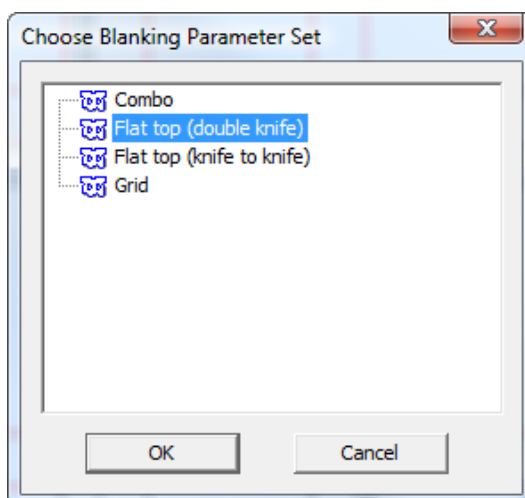 Choose Blanking Parameter Set
Combo
Flat top (double knife)
Flat top (knife to knife)
Grid
OK
Cancel